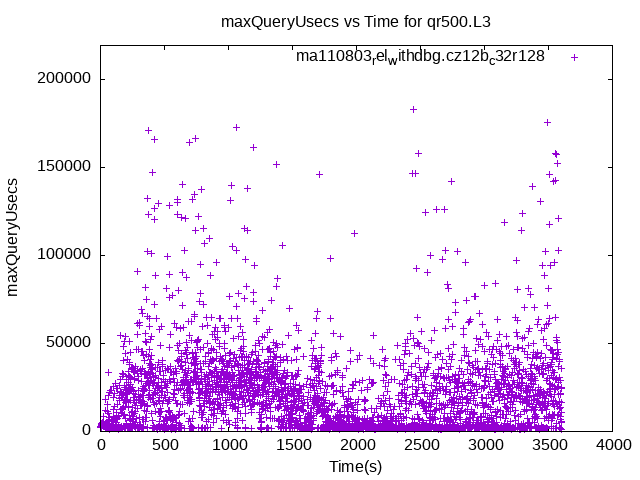 maxQueryUsecs vs Time for qr500.L3
ma110803relwithdbg.cz12bc32r128
200000
150000
100000
50000
0
maxQueryUsecs
0 500 1000 1500 2000 2500 3000 3500 4000
Time(s)